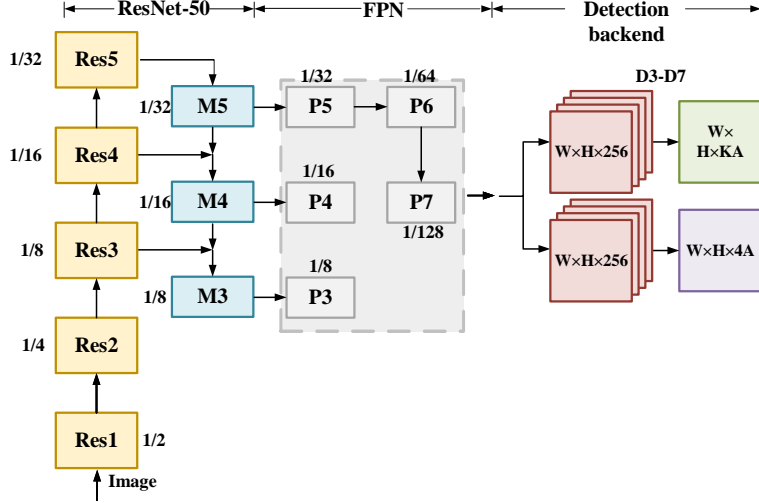 ResNet-50
FPN
Detection
backend
1/32
Res5
1/32
M5
1/32
P5
1/64
P6
D3-D7
W×H×256
W×
H×KA
1/16
Res4
1/16
M4
1/16
P4
P7
1/128
1/8
Res3
1/8
M3
1/8
P3
W×H×256
W×H×4A
1/4
Res2
Res1
1/2
Image